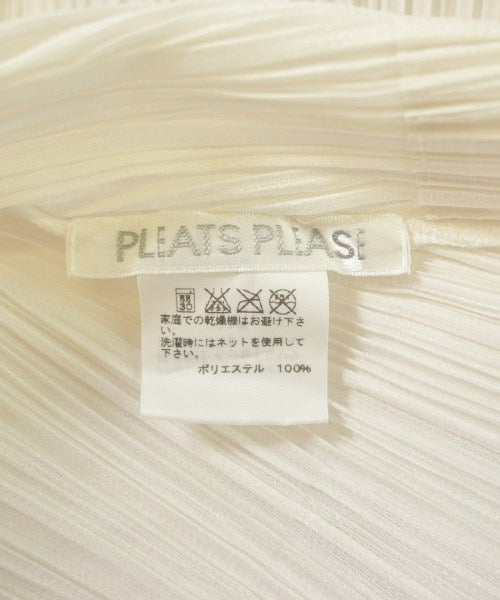 PLEATS PLEASE
弱
30
家庭での乾燥機はお避け下さ
い。
洗濯時にはネットを使用して
下さい。
ポリエステル 100%